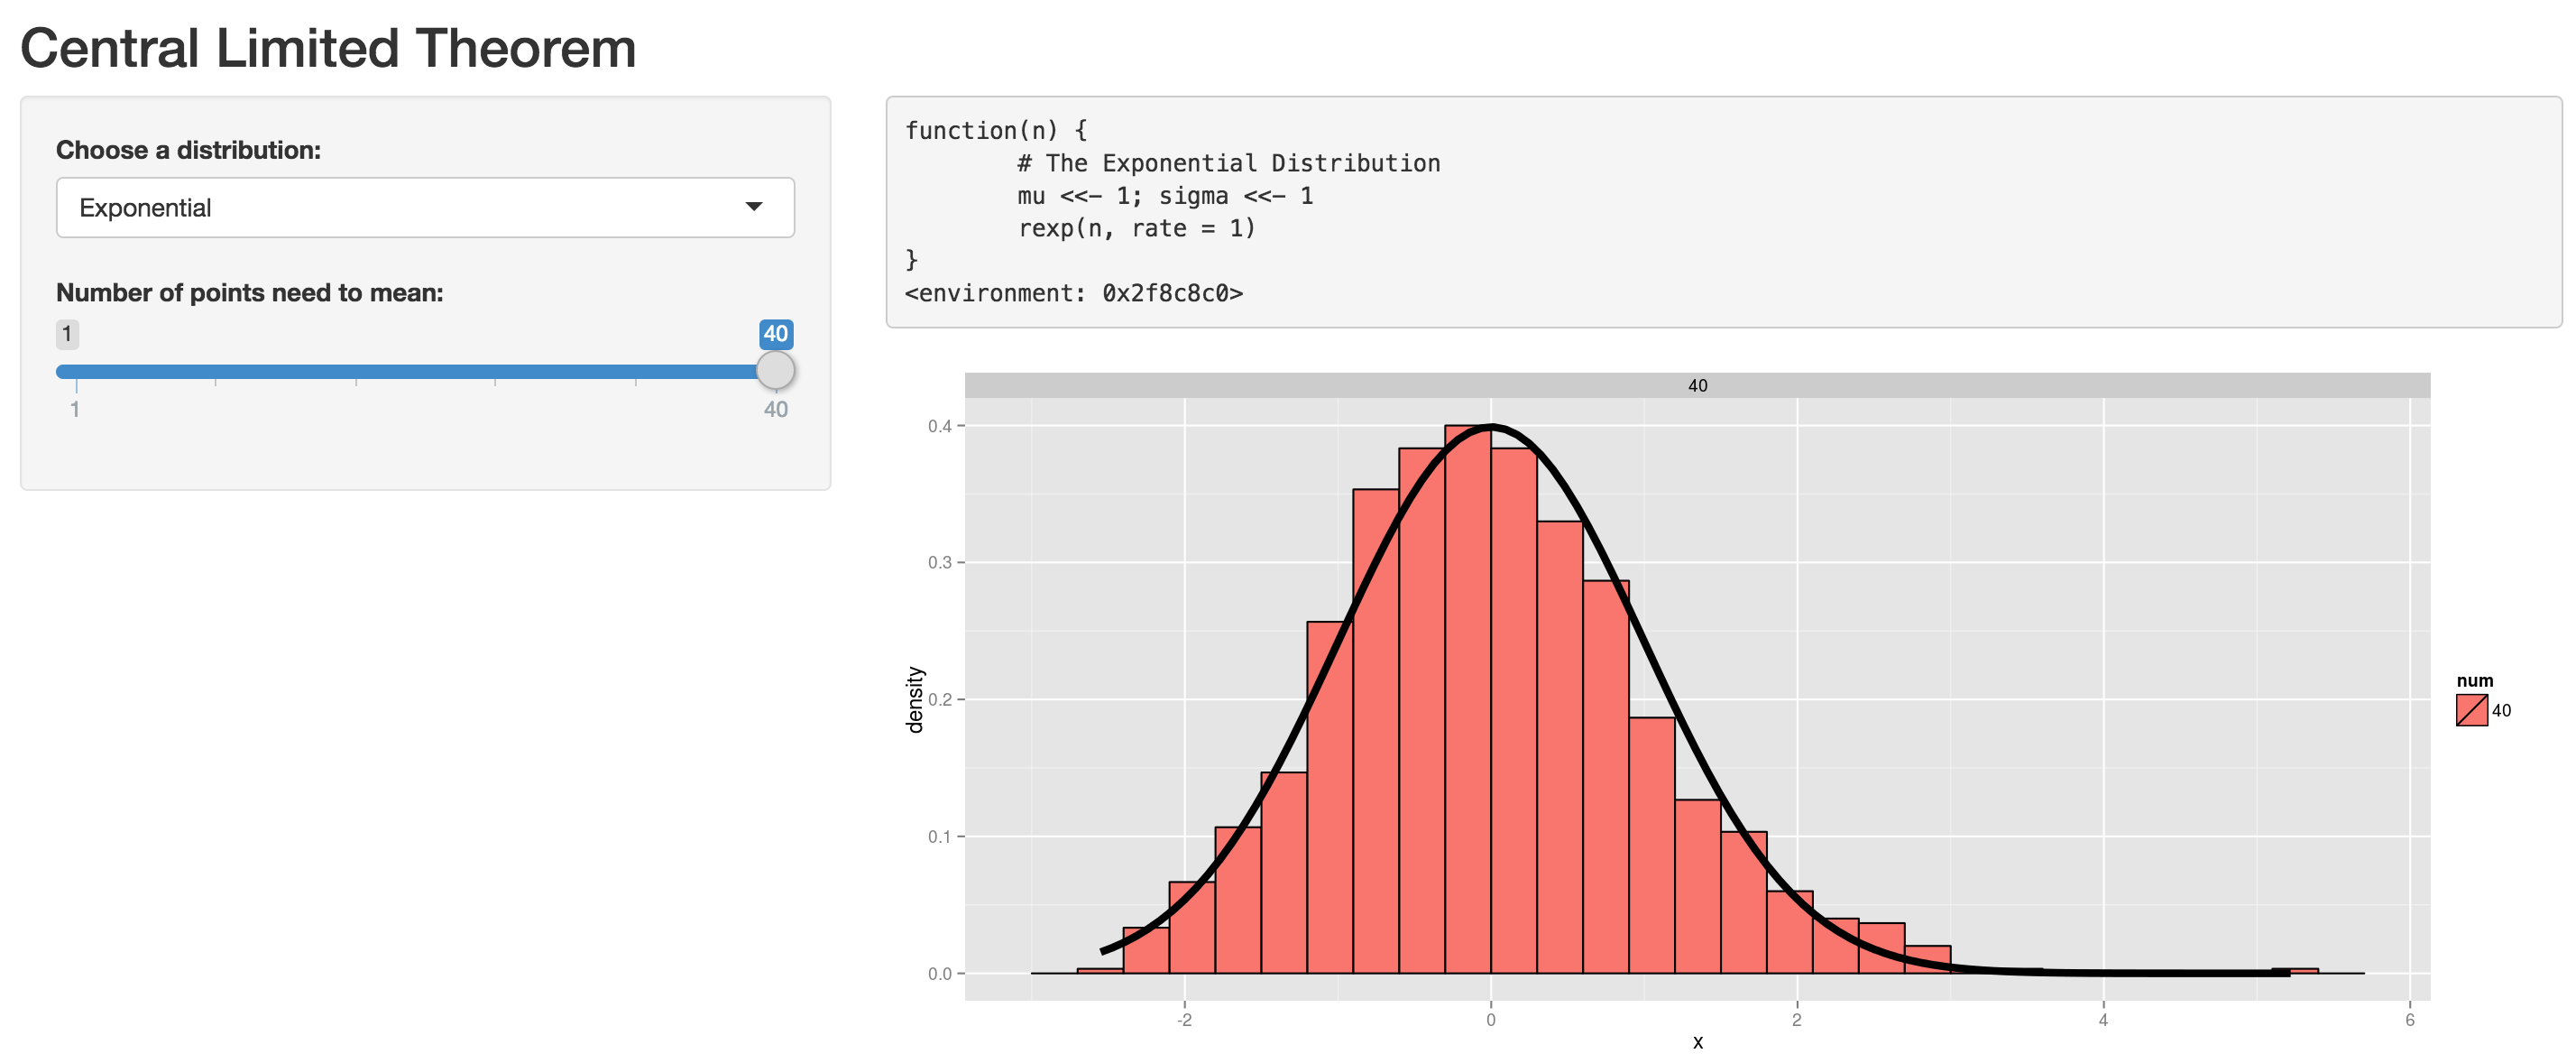 Central Limited Theorem
Choose a distribution:
Exponential
Number of points need to mean:
1
40
1
40
function(n) {
# The Exponential Distribution
mu <<- 1; sigma <<- 1
rexp(n, rate = 1)
}
<environment: 0x2f8c8c0>
40
0.4
0.3
0.2
0.1
0.0
density
-2
0
2
4
6
x
num
40